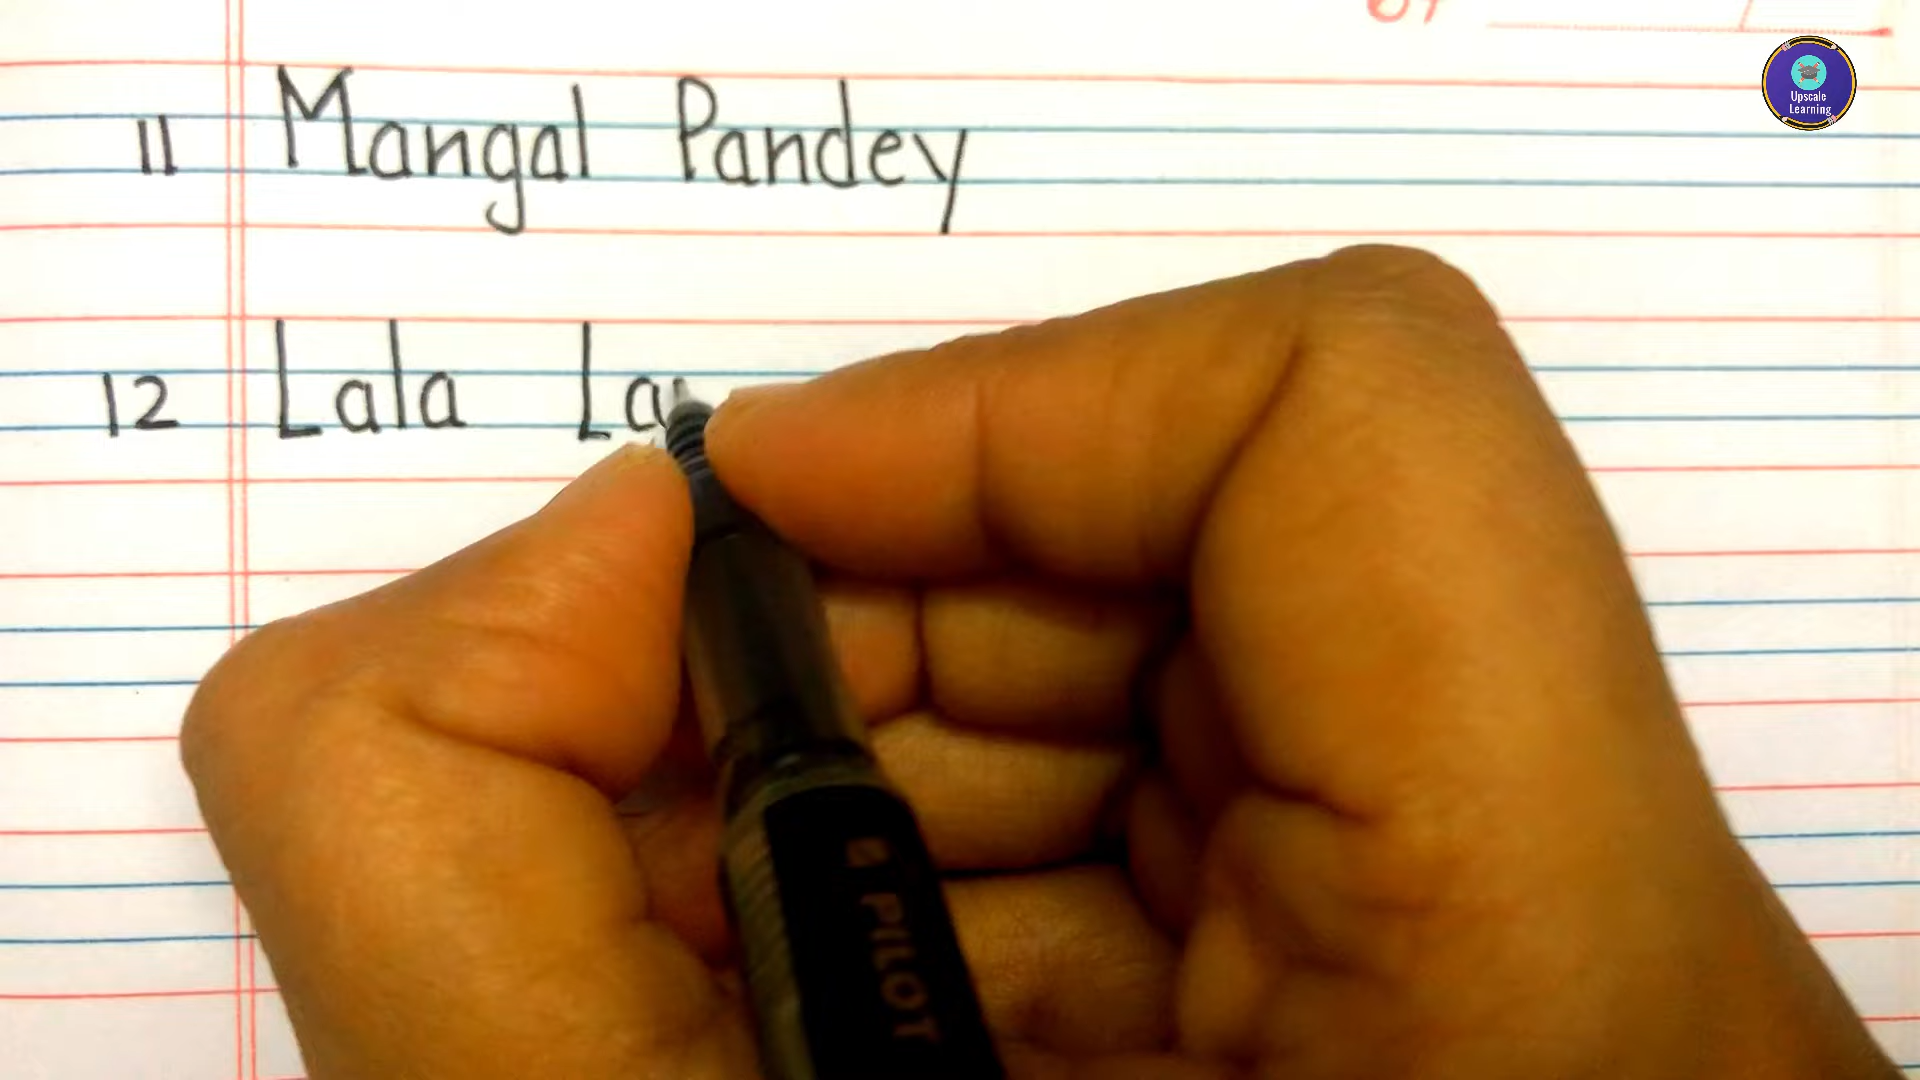 Upscale
Learning
11 Mangal Pandey
12 Lala La
PILOT